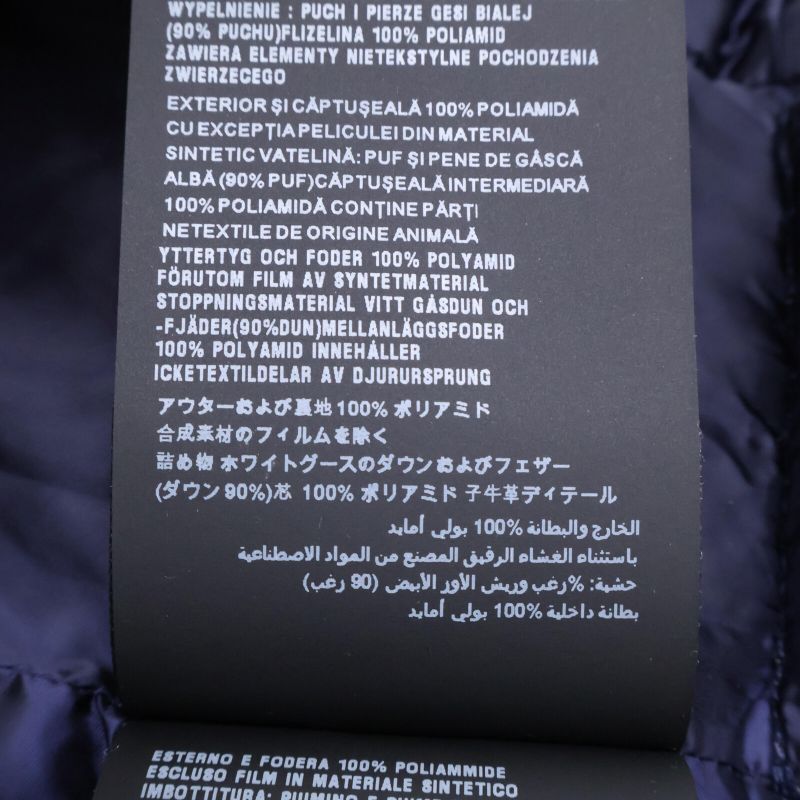 WYPELNIENIE : PUCH I PIERZE GESI BIALEJ
(90% PUCHU)FLIZELINA 100% POLIAMID
ZAWIERA ELEMENTY NIETEKSTYLNE POCHODZENIA
ZWIERZECEGO
EXTERIOR ŞI CĂPTUŞEALĂ 100% POLIAMIDĂ
CU EXCEPŢIA PELICULEI DIN MATERIAL
SINTETIC VATELINĂ: PUF ŞI PENE DE GÂSCĂ
ALBĂ (90% PUF)CĂPTUŞEALĂ INTERMEDIARĂ
100% POLIAMIDĂ CONŢINE PĂRŢI
NETEXTILE DE ORIGINE ANIMALĂ
YTTERTYG OCH FODER 100% POLYAMID
FÖRUTOM FILM AV SYNTETMATERIAL
STOPPNINGSMATERIAL VITT GÅSDUN OCH
-FJÄDER(90%DUN)MELLANLÄGGSFODER
100% POLYAMID INNEHÅLLER
ICKETEXTILDELAR AV DJURURSPRUNG
アウターおよび裏地 100% ポリアミド
合成素材のフィルムを除く
詰め物 ホワイトグースのダウンおよびフェザー
(ダウン 90%)芯 100% ポリアミド 子牛革ディテール
الخارج والبطانة 100% بولي أمايد
باستثناء الغشاء الرقيق المصنع من المواد الاصطناعية
حشية: %رغب وريش الأوز الأبيض (90 رغب)
بطانة داخلية 100% بولي أمايد
ESTERNO E FODERA 100% POLIAMMIDE
ESCLUSO FILM IN MATERIALE SINTETICO
IMBOTTITURA: PIUMINO E